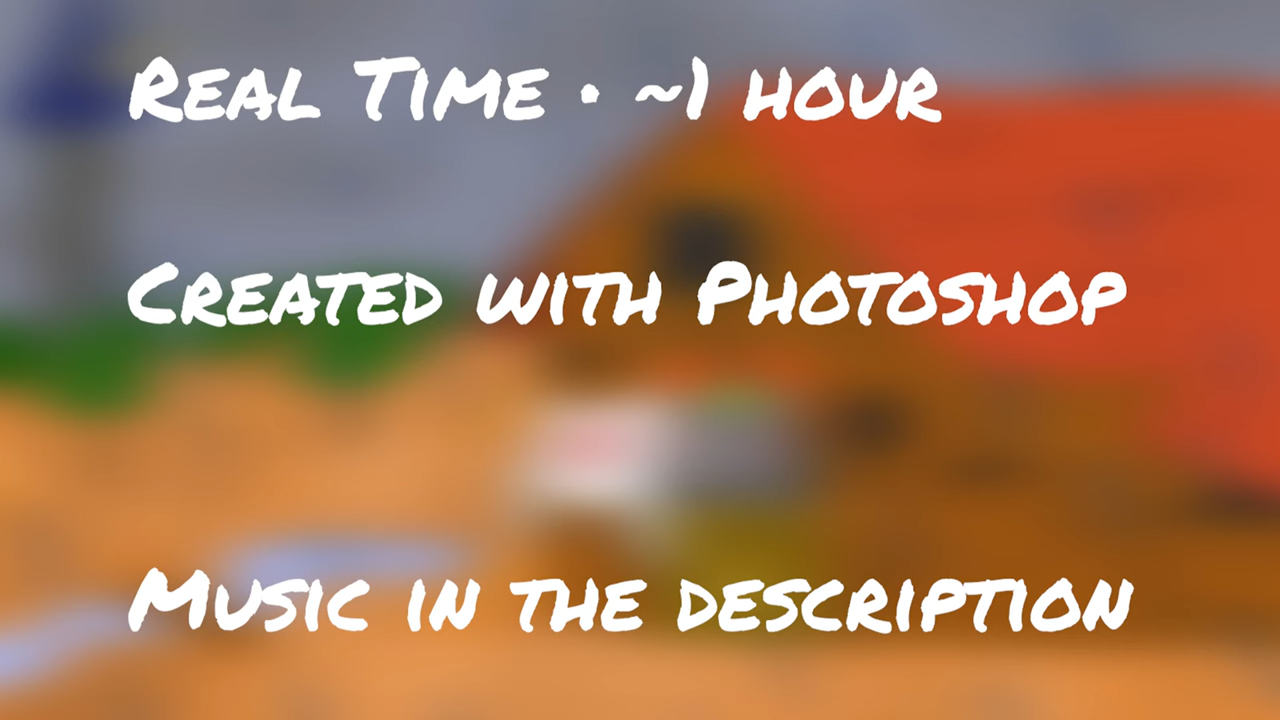 Real Time · ~1 hour
Created with Photoshop
Music in the description